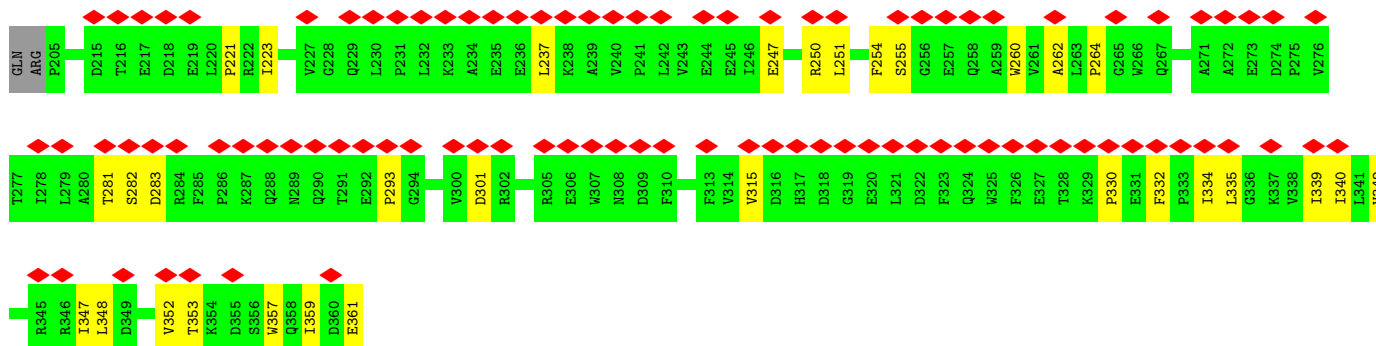 GLN ARG P205 D215 T216 E217 D218 E219 L220 P221 R222 I223 V227 G228 Q229 L230 P231 L232 K233 A234 E235 E236 L237 K238 A239 V240 P241 L242 V243 E244 E245 I246 E247 R250 L251 F254 S255 G256 E257 Q258 A259 W260 V261 A262 L263 P264 G265 W266 Q267 A271 A272 E273 D274 P275 V276
T277 I278 L279 A280 T281 S282 D283 R284 F285 P286 K287 Q288 N289 Q290 T291 E292 P293 G294 V300 D301 R302 R305 E306 W307 N308 D309 F310 F313 V314 V315 D316 H317 D318 G319 E320 L321 D322 F323 Q324 W325 F326 E327 T328 K329 P330 E331 F332 P333 I334 L335 G336 K337 V338 I339 I340 L341
R345 R346 I347 L348 D349 V352 T353 K354 D355 S356 W357 Q358 I359 D360 E361